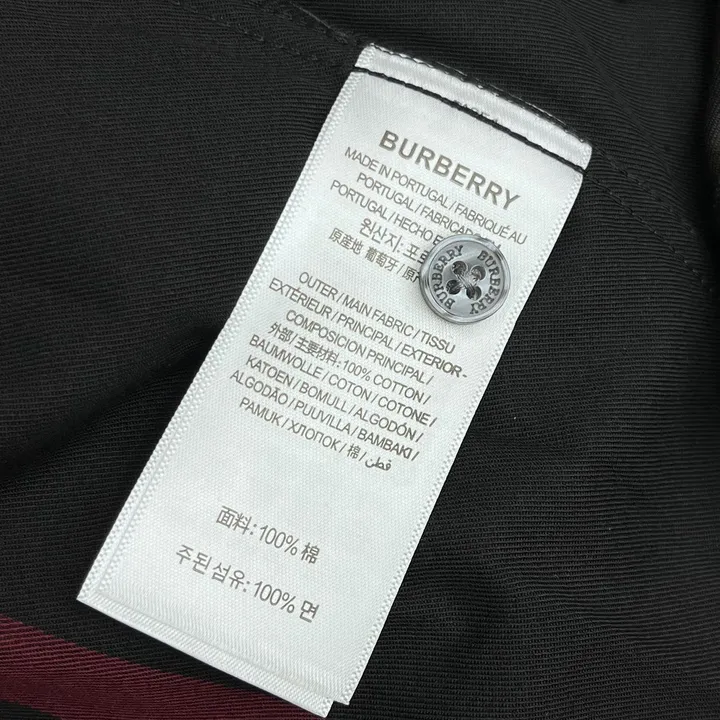 BURBERRY
MADE IN PORTUGAL / FABRIQUÉ AU
PORTUGAL / FABRICADO
PORTUGAL / HECHO
원산지:
原産地 葡萄牙 /
BURBERRY BURBERRY
OUTER / MAIN FABRIC / TISSU
EXTÉRIEUR / PRINCIPAL / EXTERIOR -
COMPOSICION PRINCIPAL /
外部 / 主要材料: 100% COTTON /
BAUMWOLLE / COTON / COTONE /
KATOEN / BOMULL / ALGODÓN /
ALGODÃO / PUUVILLA / BAMBAKI /
PAMUK / ХЛОПОК / 棉 / قطن
面料: 100% 棉
주된 섬유: 100% 면